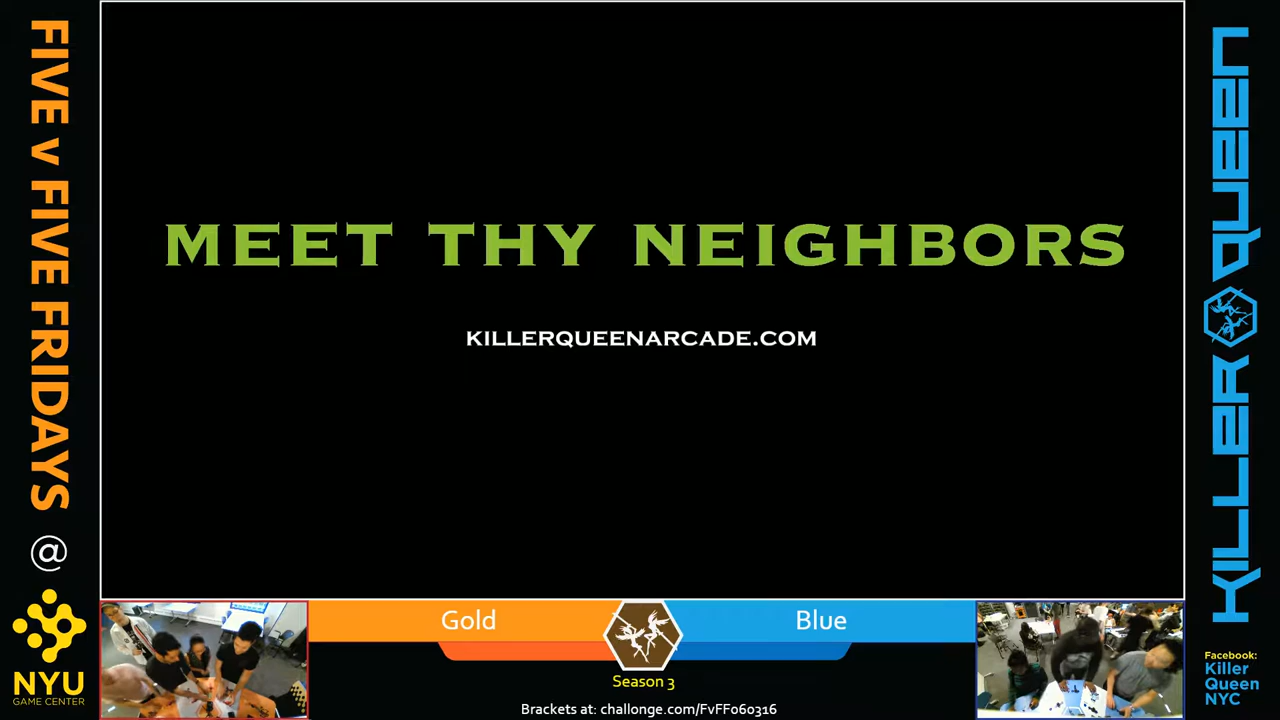 FIVE v FIVE FRIDAYS @
NYU
GAME CENTER
MEET THY NEIGHBORS
KILLERQUEENARCADE.COM
KILLER QUEEN
Gold
Blue
Season 3
Brackets at: challonge.com/FvFF060316
Facebook:
Killer
Queen
NYC